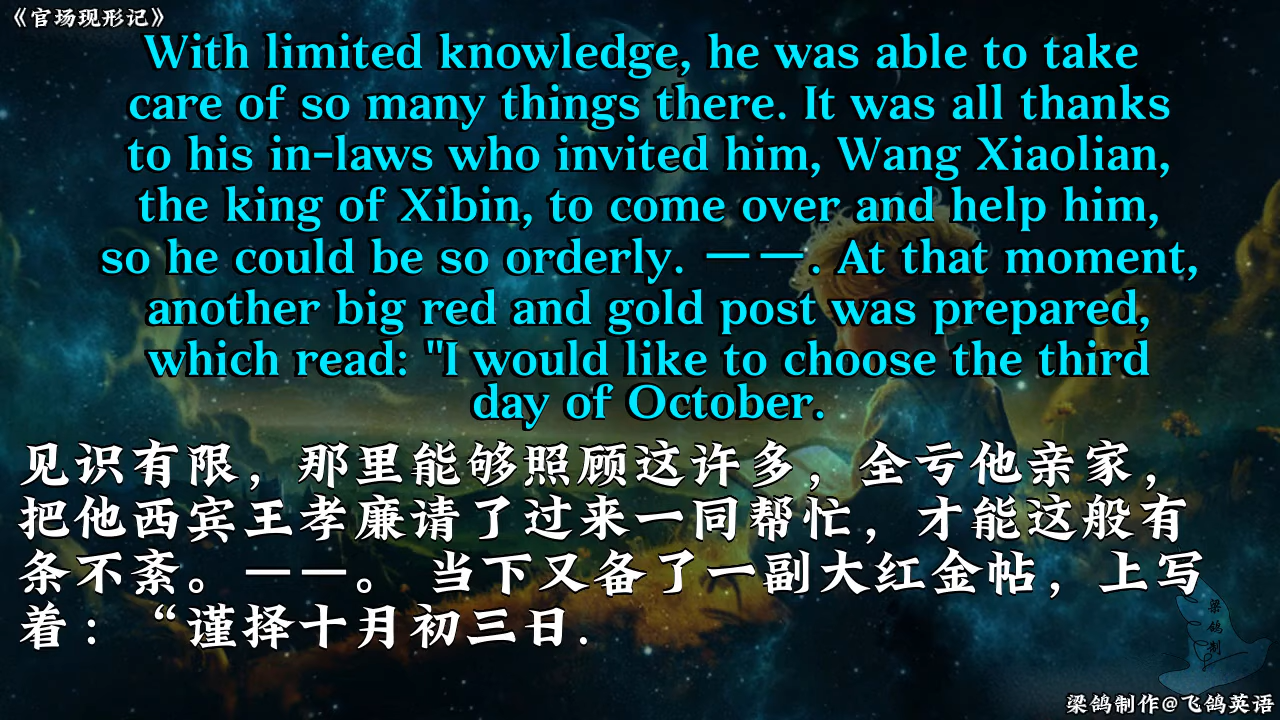 《官场现形记》
With limited knowledge, he was able to take
care of so many things there. It was all thanks
to his in-laws who invited him, Wang Xiaolian,
the king of Xibin, to come over and help him,
so he could be so orderly. 一一. At that moment,
another big red and gold post was prepared,
which read: "I would like to choose the third
day of October.
见识有限，那里能够照顾这许多，全亏他亲家，
把他西宾王孝廉请了过来一同帮忙，才能这般有
条不紊。一一。 当下又备了一副大红金帖，上写
着：“谨择十月初三日.
梁鸽制
梁鸽制作@飞鸽英语